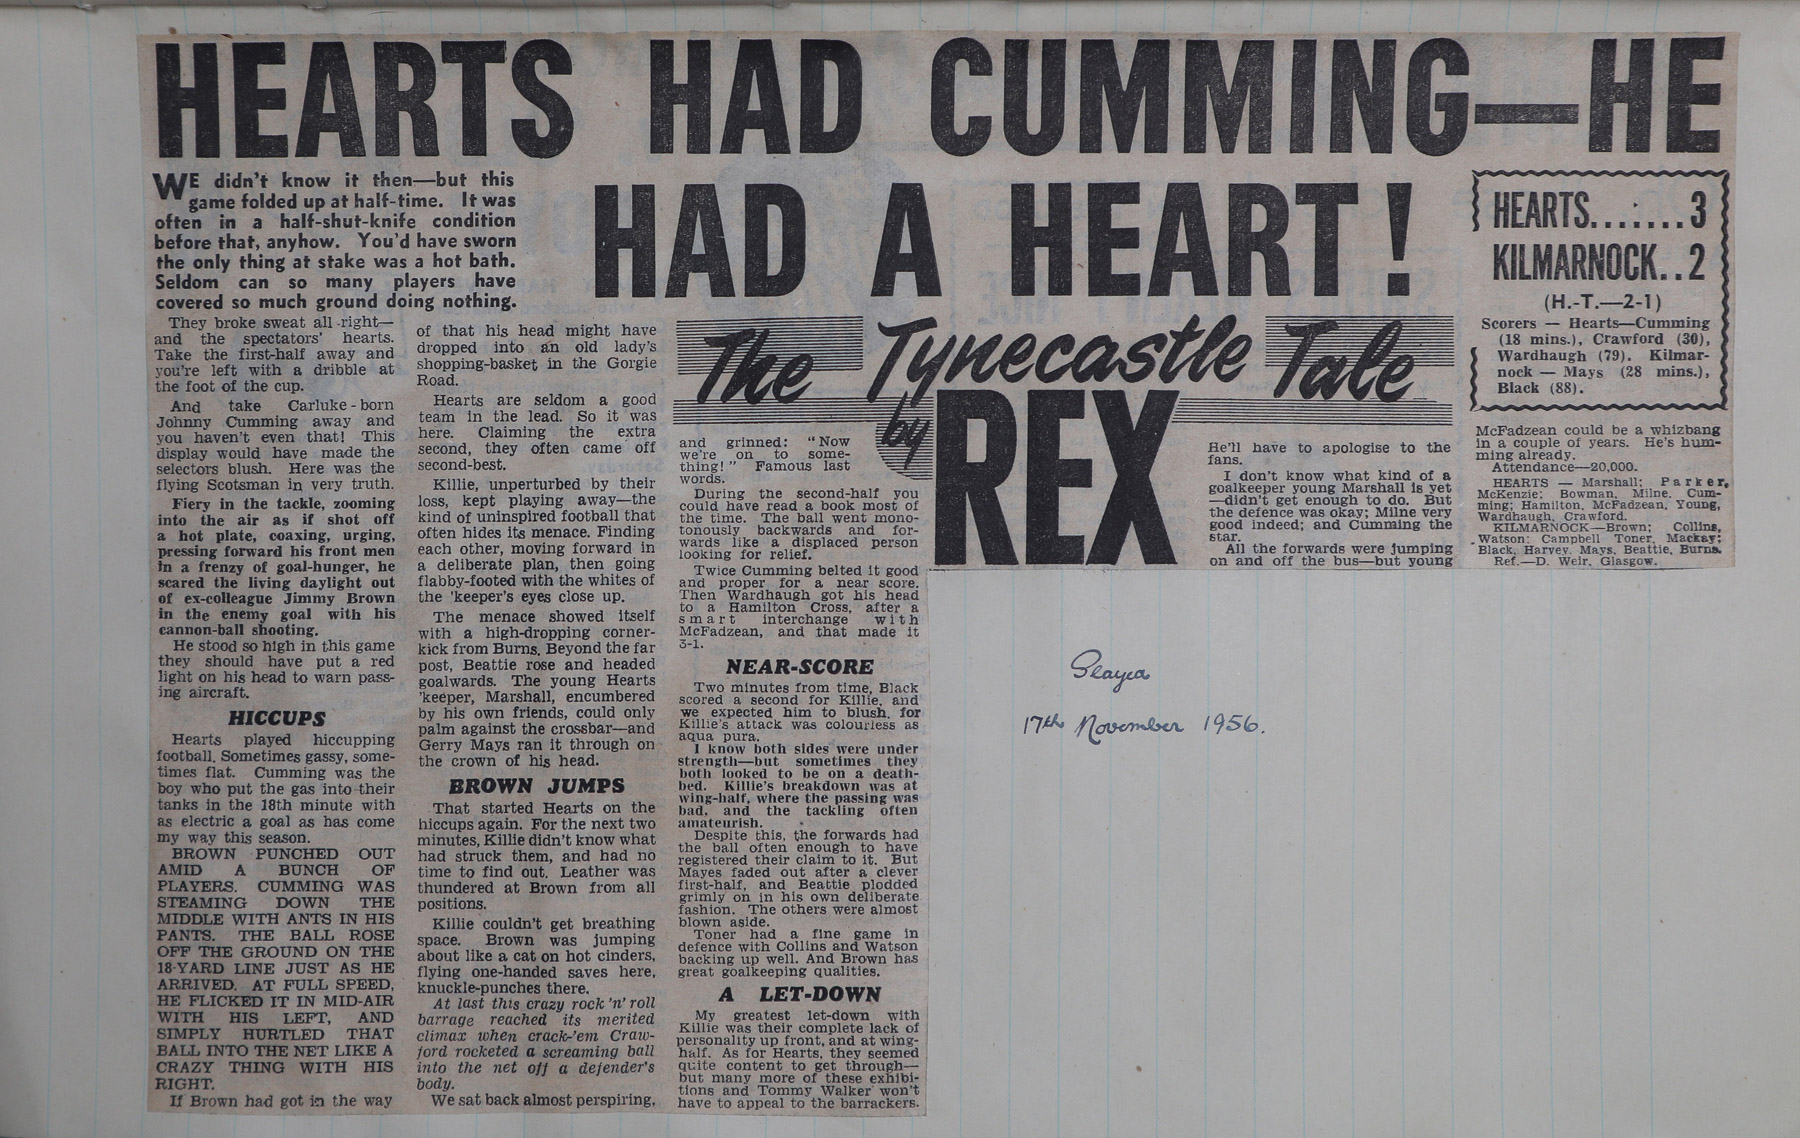 HEARTS HAD CUMMING—HE
HAD A HEART!
WE didn't know it then—but this
game folded up at half-time. It was
often in a half-shut-knife condition
before that, anyhow. You'd have sworn
the only thing at stake was a hot bath.
Seldom can so many players have
covered so much ground doing nothing.
They broke sweat all right—
and the spectators' hearts.
Take the first-half away and
you're left with a dribble at
the foot of the cup.
And take Carluke-born
Johnny Cumming away and
you haven't even that! This
display would have made the
selectors blush. Here was the
flying Scotsman in very truth.
Fiery in the tackle, zooming
into the air as if shot off
a hot plate, coaxing, urging,
pressing forward his front men
in a frenzy of goal-hunger, he
scared the living daylight out
of ex-colleague Jimmy Brown
in the enemy goal with his
cannon-ball shooting.
He stood so high in this game
they should have put a red
light on his head to warn pass-
ing aircraft.
HICCUPS
Hearts played hiccupping
football. Sometimes gassy, some-
times flat. Cumming was the
boy who put the gas into their
tanks in the 18th minute with
as electric a goal as has come
my way this season.
BROWN PUNCHED OUT
AMID A BUNCH OF
PLAYERS. CUMMING WAS
STEAMING DOWN THE
MIDDLE WITH ANTS IN HIS
PANTS. THE BALL ROSE
OFF THE GROUND ON THE
18-YARD LINE JUST AS HE
ARRIVED. AT FULL SPEED,
HE FLICKED IT IN MID-AIR
WITH HIS LEFT, AND
SIMPLY HURTLED THAT
BALL INTO THE NET LIKE A
CRAZY THING WITH HIS
RIGHT.
If Brown had got in the way
of that his head might have
dropped into an old lady's
shopping-basket in the Gorgie
Road.
Hearts are seldom a good
team in the lead. So it was
here. Claiming the extra
second, they often came off
second-best.
Killie, unperturbed by their
loss, kept playing away—the
kind of uninspired football that
often hides its menace. Finding
each other, moving forward in
a deliberate plan, then going
flabby-footed with the whites of
the 'keeper's eyes close up.
The menace showed itself
with a high-dropping corner-
kick from Burns. Beyond the far
post, Beattie rose and headed
goalwards. The young Hearts
'keeper, Marshall, encumbered
by his own friends, could only
palm against the crossbar—and
Gerry Mays ran it through on
the crown of his head.
BROWN JUMPS
That started Hearts on the
hiccups again. For the next two
minutes, Killie didn't know what
had struck them, and had no
time to find out. Leather was
thundered at Brown from all
positions.
Killie couldn't get breathing
space. Brown was jumping
about like a cat on hot cinders,
flying one-handed saves here,
knuckle-punches there.
At last this crazy rock 'n' roll
barrage reached its merited
climax when crack-'em Craw-
ford rocketed a screaming ball
into the net off a defender's
body.
We sat back almost perspiring,
The Tynecastle Tale
by REX
and grinned: "Now
we're on to some-
thing!" Famous last
words.
During the second-half you
could have read a book most of
the time. The ball went mono-
tonously backwards and for-
wards like a displaced person
looking for relief.
Twice Cumming belted it good
and proper for a near score.
Then Wardhaugh got his head
to a Hamilton Cross, after a
smart interchange with
McFadzean, and that made it
3-1.
NEAR-SCORE
Two minutes from time, Black
scored a second for Killie, and
we expected him to blush, for
Killie's attack was colourless as
aqua pura.
I know both sides were under
strength—but sometimes they
both looked to be on a death-
bed. Killie's breakdown was at
wing-half, where the passing was
bad, and the tackling often
amateurish.
Despite this, the forwards had
the ball often enough to have
registered their claim to it. But
Mayes faded out after a clever
first-half, and Beattie plodded
grimly on in his own deliberate
fashion. The others were almost
blown aside.
Toner had a fine game in
defence with Collins and Watson
backing up well. And Brown has
great goalkeeping qualities.
A LET-DOWN
My greatest let-down with
Killie was their complete lack of
personality up front, and at wing-
half. As for Hearts, they seemed
quite content to get through—
but many more of these exhibi-
tions and Tommy Walker won't
have to appeal to the barrackers.
He'll have to apologise to the
fans.
I don't know what kind of a
goalkeeper young Marshall is yet
—didn't get enough to do. But
the defence was okay; Milne very
good indeed; and Cumming the
star.
All the forwards were jumping
on and off the bus—but young
HEARTS.......3
KILMARNOCK..2
(H.-T.—2-1)
Scorers — Hearts—Cumming
(18 mins.), Crawford (30),
Wardhaugh (79). Kilmar-
nock — Mays (28 mins.),
Black (88).
McFadzean could be a whizbang
in a couple of years. He's hum-
ming already.
Attendance—20,000.
HEARTS — Marshall; Parker,
McKenzie; Bowman, Milne, Cum-
ming; Hamilton, McFadzean, Young,
Wardhaugh, Crawford.
KILMARNOCK—Brown; Collins,
Watson; Campbell Toner, Mackay;
Black, Harvey, Mays, Beattie, Burns.
Ref.—D. Weir, Glasgow.
17th November 1956.